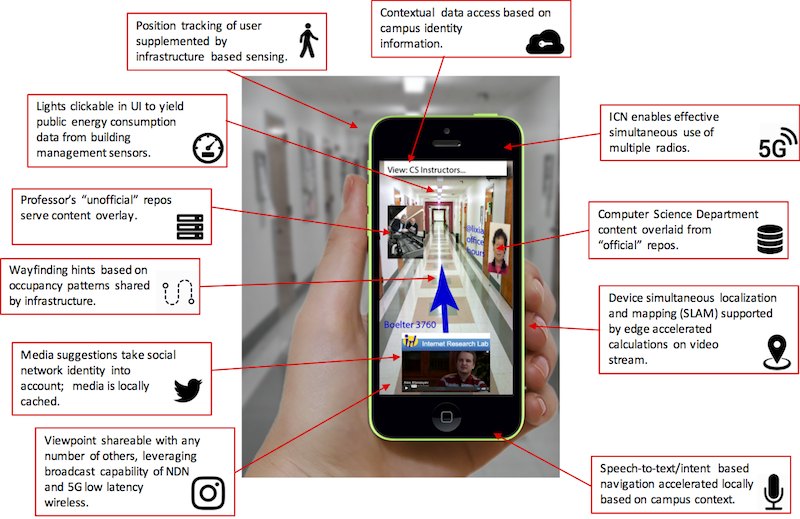 Position tracking of user
supplemented by
infrastructure based sensing.
Contextual data access based on
campus identity
information.
Lights clickable in UI to yield
public energy consumption
data from building
management sensors.
ICN enables effective
simultaneous use of
multiple radios.
5G
View: CS Instructors...
Professor's "unofficial" repos
serve content overlay.
@lixia
office
hours
Computer Science Department
content overlaid from
"official" repos.
Wayfinding hints based on
occupancy patterns shared
by infrastructure.
Device simultaneous localization
and mapping (SLAM) supported
by edge accelerated
calculations on video
stream.
Boelter 3760
Internet Research Lab
Media suggestions take social
network identity into
account; media is locally
cached.
Viewpoint shareable with any
number of others, leveraging
broadcast capability of NDN
and 5G low latency
wireless.
Speech-to-text/intent based
navigation accelerated locally
based on campus context.